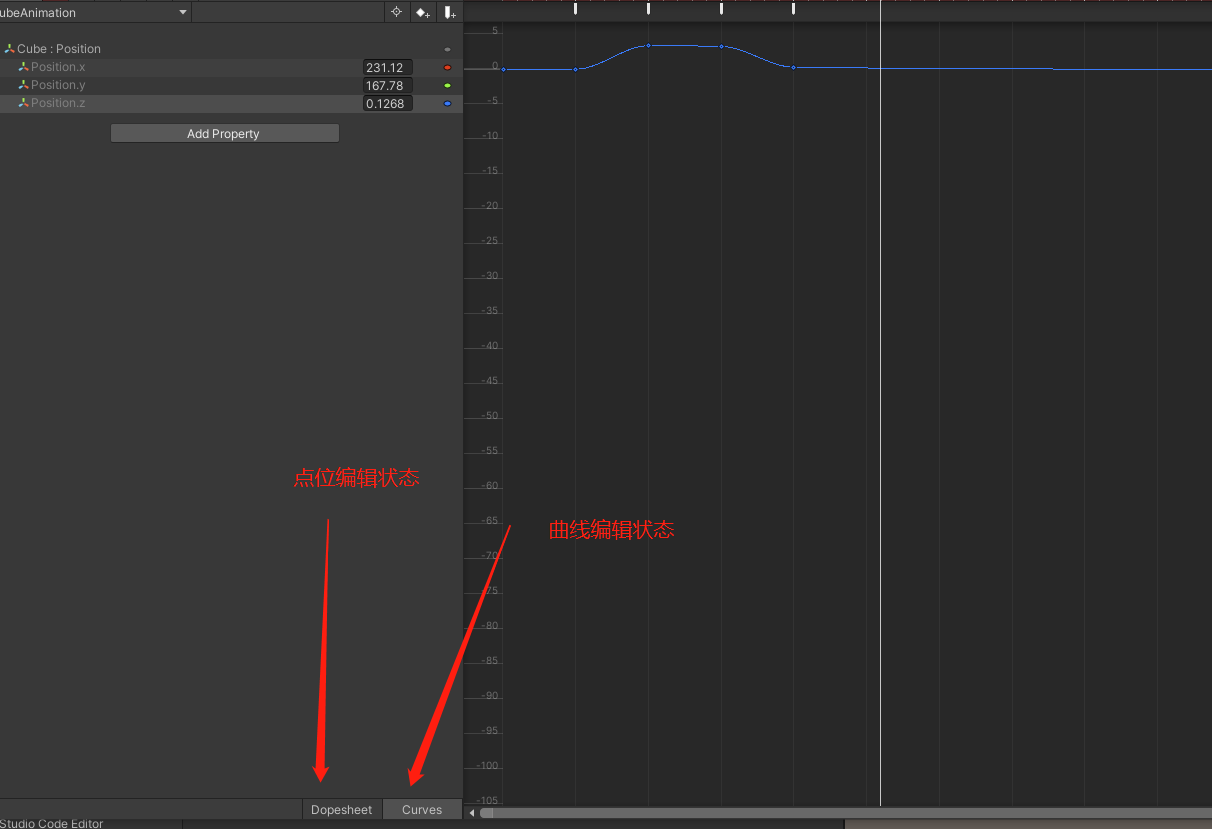 ubeAnimation
Cube : Position
Position.x
231.12
Position.y
167.78
Position.z
0.1268
Add Property
5
0
-5
-10
-15
-20
-25
-30
-35
-40
-45
-50
-55
-60
-65
-70
-75
-80
-85
-90
-95
-100
-105
点位编辑状态
曲线编辑状态
Dopesheet
Curves
Studio Code Editor